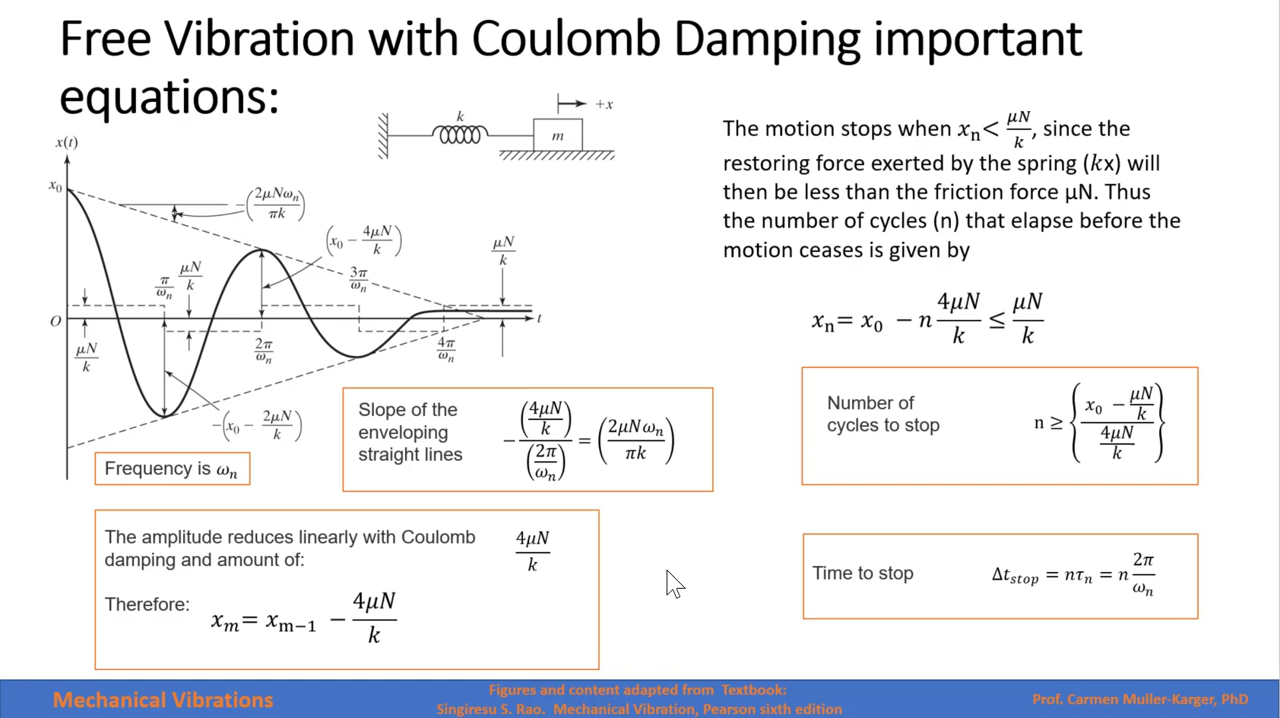 Free Vibration with Coulomb Damping important
equations:
x(t)
x₀
O
t
k
m
+x
−(2μNωₙ / πk)
(x₀ − 4μN/k)
μN/k
π/ωₙ
μN/k
3π/ωₙ
μN/k
2π/ωₙ
4π/ωₙ
−(x₀ − 2μN/k)
Frequency is ωₙ
Slope of the
enveloping
straight lines
−(4μN/k)/(2π/ωₙ) = (2μNωₙ/πk)
The amplitude reduces linearly with Coulomb
damping and amount of:
4μN/k
Therefore:
xₘ= xₘ₋₁ − 4μN/k
The motion stops when xₙ< μN/k, since the
restoring force exerted by the spring (kx) will
then be less than the friction force μN. Thus
the number of cycles (n) that elapse before the
motion ceases is given by
xₙ= x₀ − n 4μN/k ≤ μN/k
Number of
cycles to stop
n ≥ {(x₀ − μN/k)/(4μN/k)}
Time to stop
Δt_stop = nτₙ = n 2π/ωₙ
Mechanical Vibrations
Figures and content adapted from Textbook:
Singiresu S. Rao. Mechanical Vibration, Pearson sixth edition
Prof. Carmen Muller-Karger, PhD